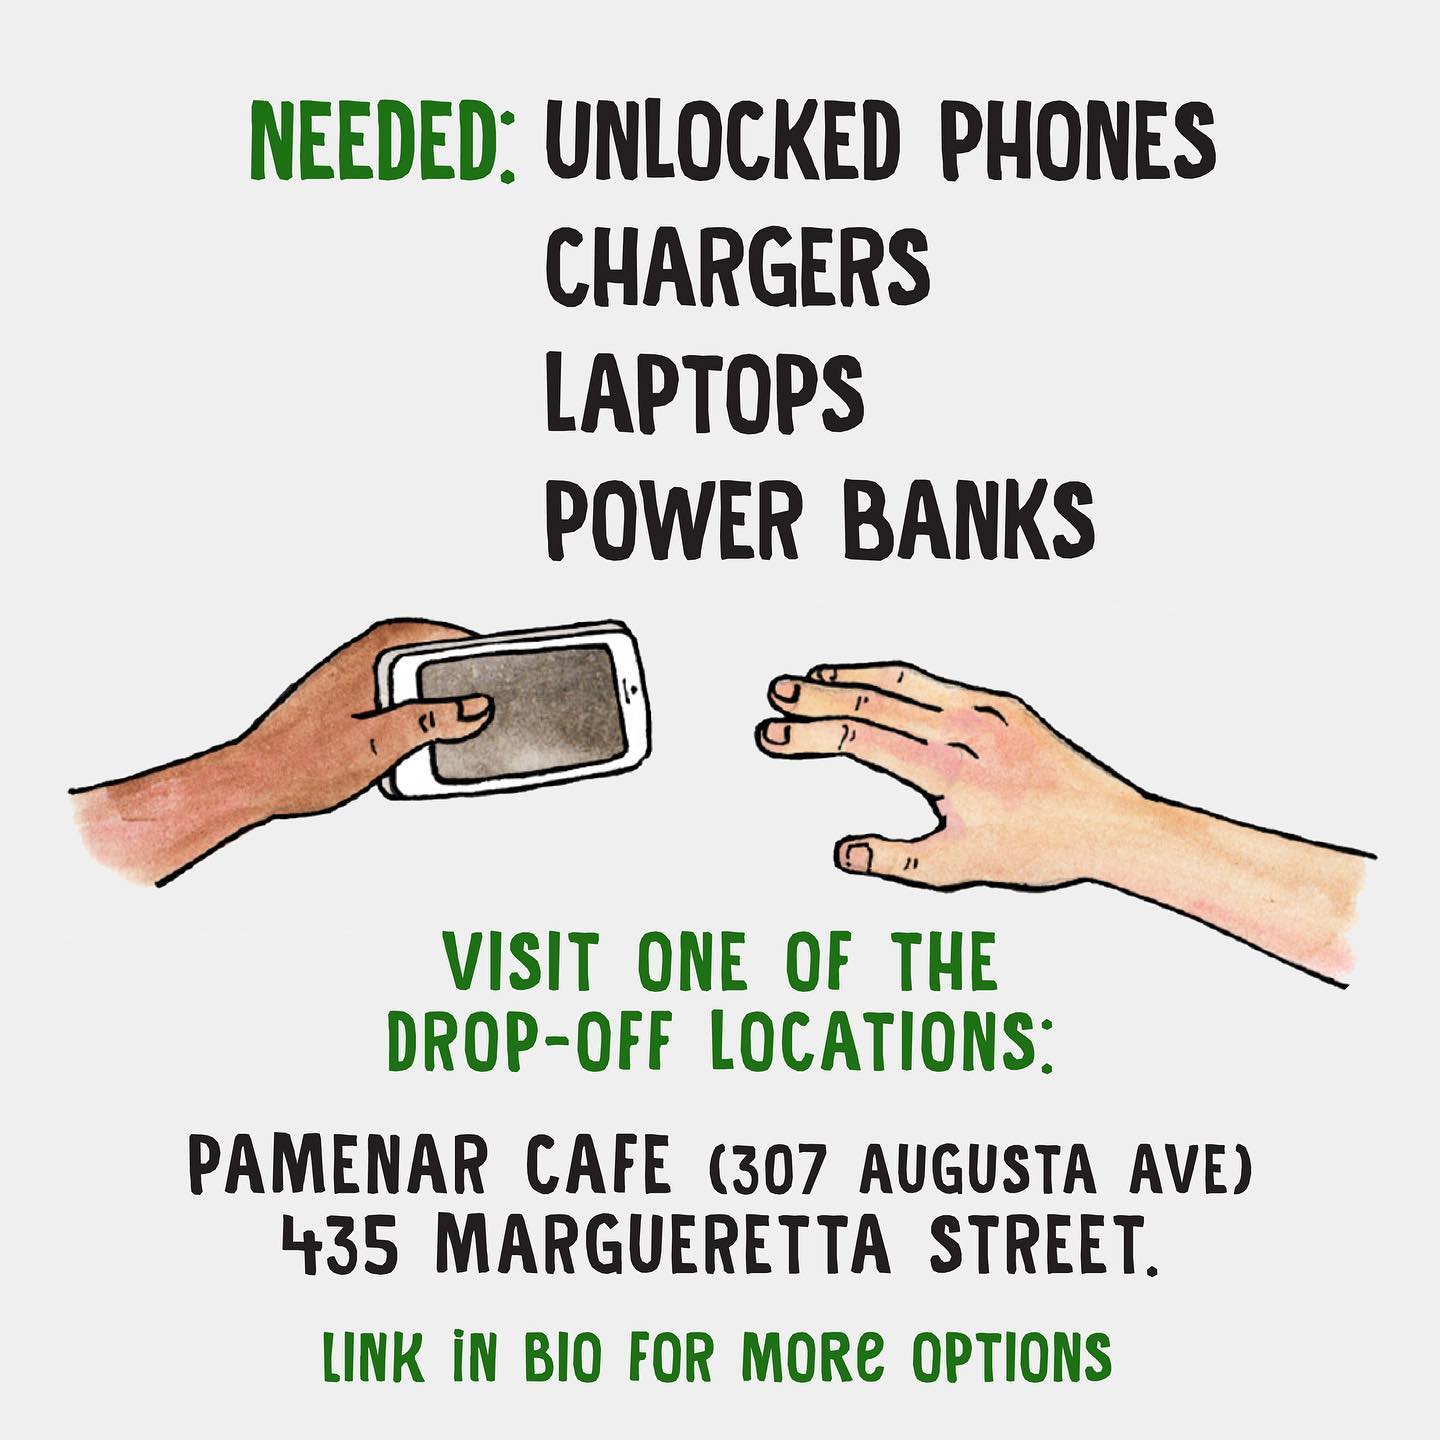 NEEDED: UNLOCKED PHONES
CHARGERS
LAPTOPS
POWER BANKS
VISIT ONE OF THE
DROP-OFF LOCATIONS:
PAMENAR CAFE (307 AUGUSTA AVE)
435 MARGUERETTA STREET.
LINK iN BIO FOR MORe OPTIONS